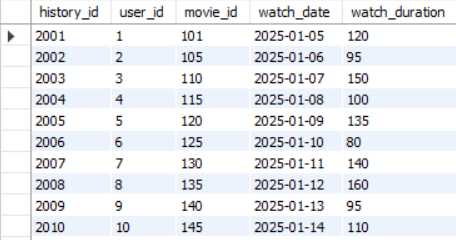 history_id user_id movie_id watch_date watch_duration
2001 1 101 2025-01-05 120
2002 2 105 2025-01-06 95
2003 3 110 2025-01-07 150
2004 4 115 2025-01-08 100
2005 5 120 2025-01-09 135
2006 6 125 2025-01-10 80
2007 7 130 2025-01-11 140
2008 8 135 2025-01-12 160
2009 9 140 2025-01-13 95
2010 10 145 2025-01-14 110